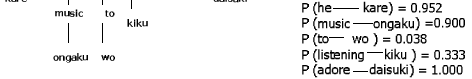 kare
daisuki
music to
kiku
ongaku wo
P (he— kare) = 0.952
P (music —ongaku) =0.900
P (to— wo ) = 0.038
P (listening—kiku ) = 0.333
P (adore —daisuki) = 1.000